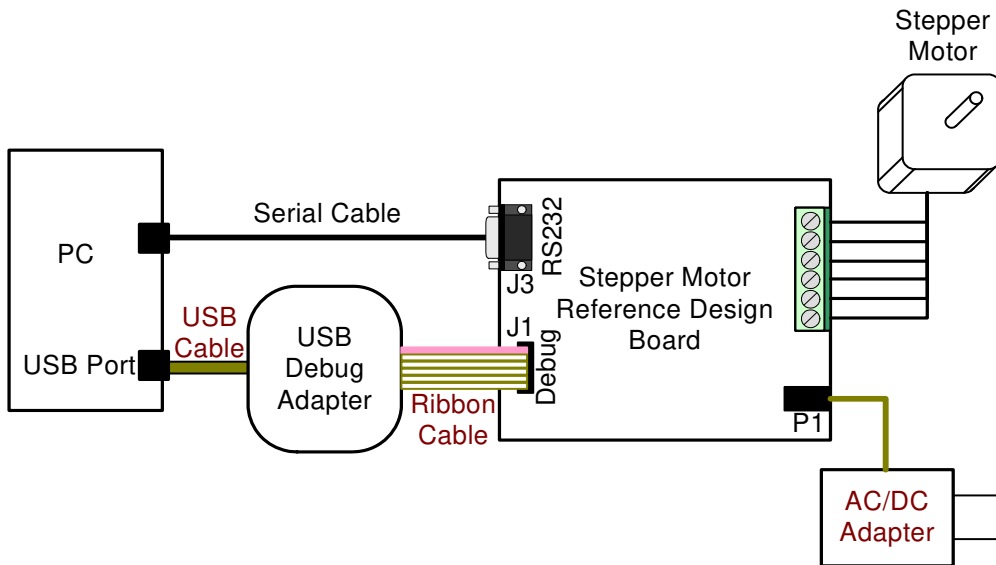 Stepper
Motor
PC
Serial Cable
RS232
J3
Stepper Motor
Reference Design
Board
USB Port
USB
Cable
USB
Debug
Adapter
Ribbon
Cable
J1
Debug
P1
AC/DC
Adapter